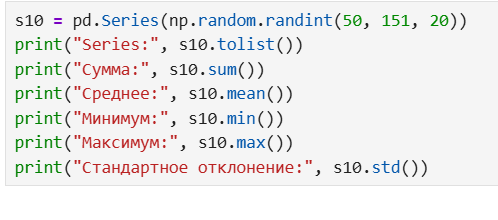 s10 = pd.Series(np.random.randint(50, 151, 20))
print("Series:", s10.tolist())
print("Сумма:", s10.sum())
print("Среднее:", s10.mean())
print("Минимум:", s10.min())
print("Максимум:", s10.max())
print("Стандартное отклонение:", s10.std())